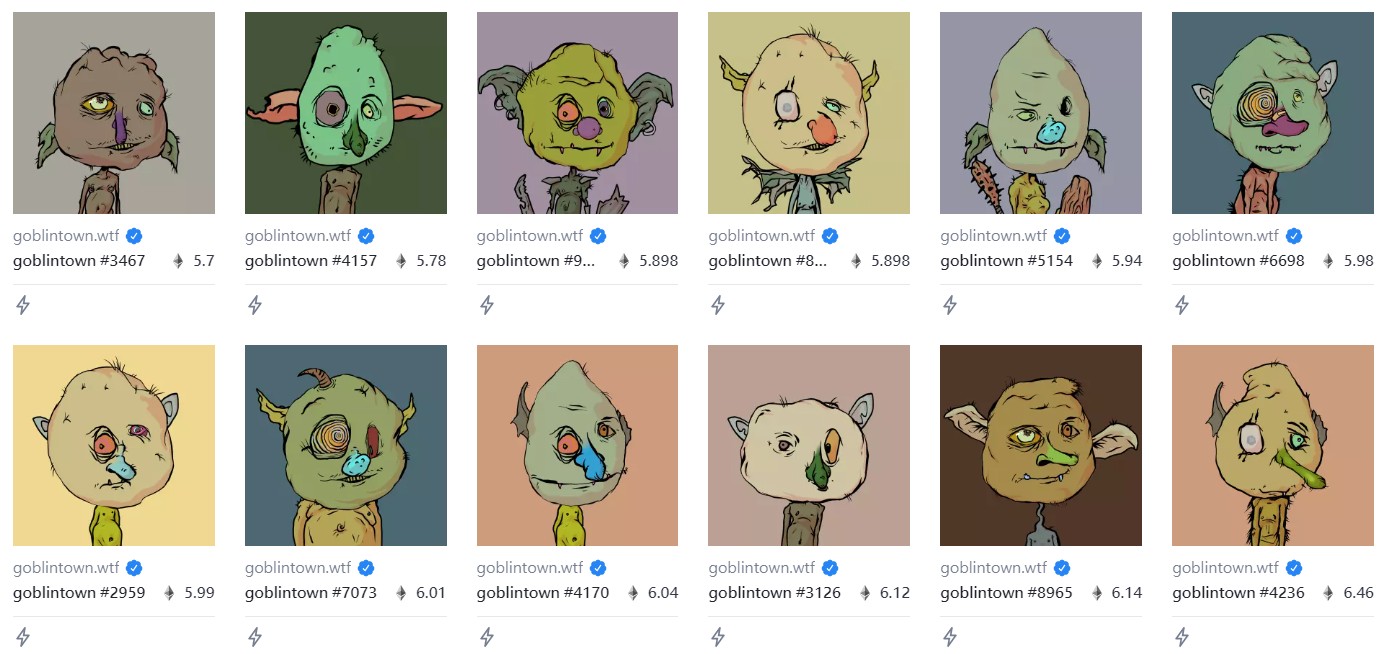 goblintown.wtf
goblintown #3467 5.7
goblintown.wtf
goblintown #4157 5.78
goblintown.wtf
goblintown #9... 5.898
goblintown.wtf
goblintown #8... 5.898
goblintown.wtf
goblintown #5154 5.94
goblintown.wtf
goblintown #6698 5.98
goblintown.wtf
goblintown #2959 5.99
goblintown.wtf
goblintown #7073 6.01
goblintown.wtf
goblintown #4170 6.04
goblintown.wtf
goblintown #3126 6.12
goblintown.wtf
goblintown #8965 6.14
goblintown.wtf
goblintown #4236 6.46